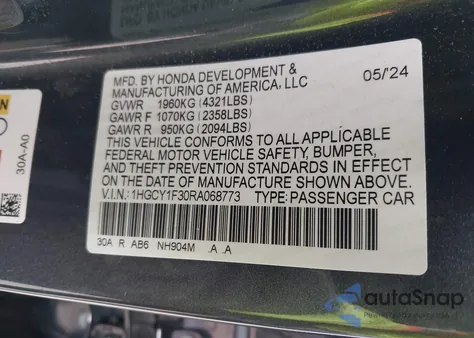 MFD. BY HONDA DEVELOPMENT &
MANUFACTURING OF AMERICA, LLC 05/24
GVWR 1960KG (4321LBS)
GAWR F 1070KG (2358LBS)
GAWR R 950KG (2094LBS)
THIS VEHICLE CONFORMS TO ALL APPLICABLE
FEDERAL MOTOR VEHICLE SAFETY, BUMPER,
AND THEFT PREVENTION STANDARDS IN EFFECT
ON THE DATE OF MANUFACTURE SHOWN ABOVE.
V.I.N.: 1HGCY1F30RA068773 TYPE: PASSENGER CAR
30A R AB6 NH904M .A .A
30A-A0
autaSnap